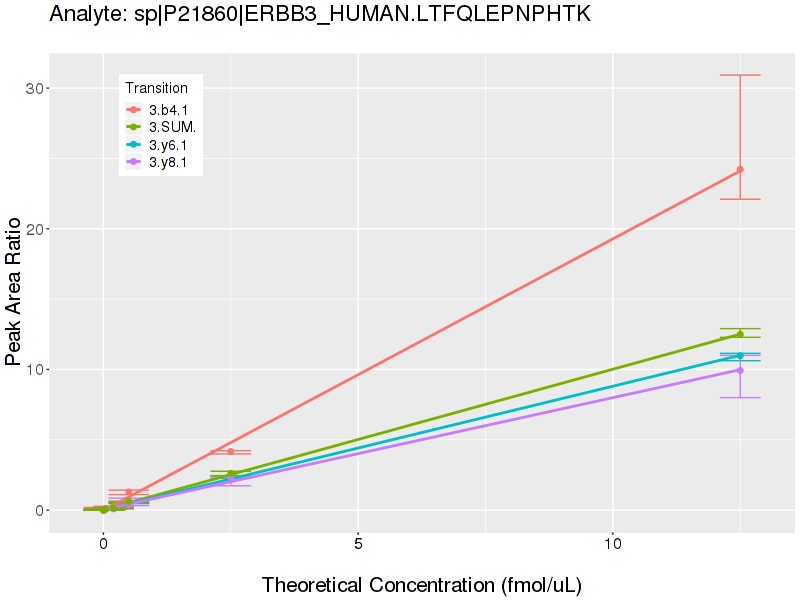 Analyte: sp|P21860|ERBB3_HUMAN.LTFQLEPNPHTK
Transition
3.b4.1
3.SUM.
3.y6.1
3.y8.1
30
20
10
0
Peak Area Ratio
0 5 10
Theoretical Concentration (fmol/uL)